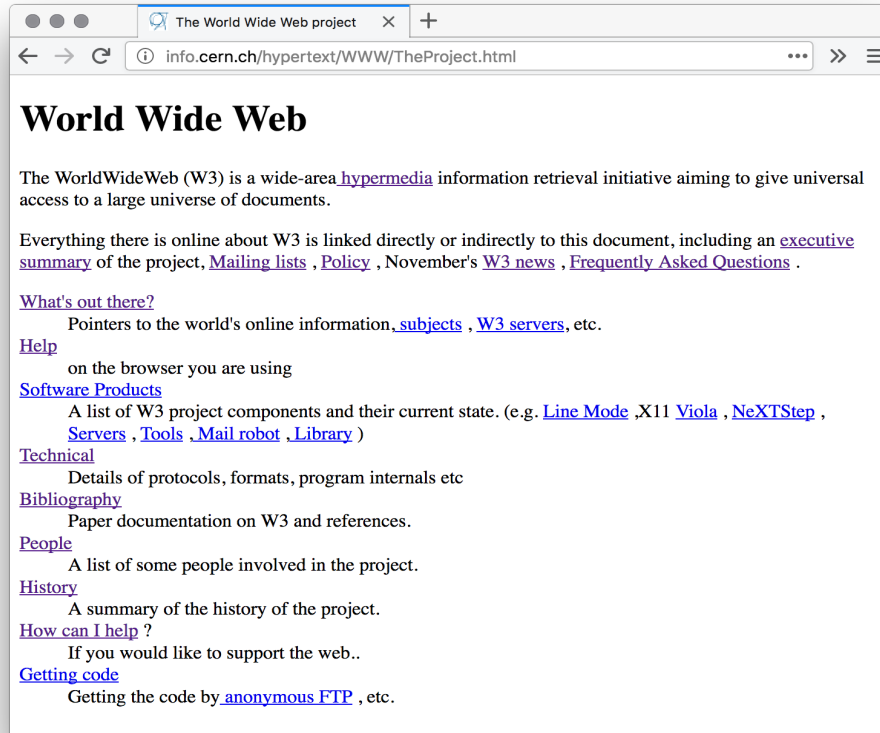 The World Wide Web project
info.cern.ch/hypertext/WWW/TheProject.html
World Wide Web
The WorldWideWeb (W3) is a wide-area hypermedia information retrieval initiative aiming to give universal
access to a large universe of documents.
Everything there is online about W3 is linked directly or indirectly to this document, including an executive
summary of the project, Mailing lists , Policy , November's W3 news , Frequently Asked Questions .
What's out there?
Pointers to the world's online information, subjects , W3 servers, etc.
Help
on the browser you are using
Software Products
A list of W3 project components and their current state. (e.g. Line Mode ,X11 Viola , NeXTStep ,
Servers , Tools , Mail robot , Library )
Technical
Details of protocols, formats, program internals etc
Bibliography
Paper documentation on W3 and references.
People
A list of some people involved in the project.
History
A summary of the history of the project.
How can I help ?
If you would like to support the web..
Getting code
Getting the code by anonymous FTP , etc.